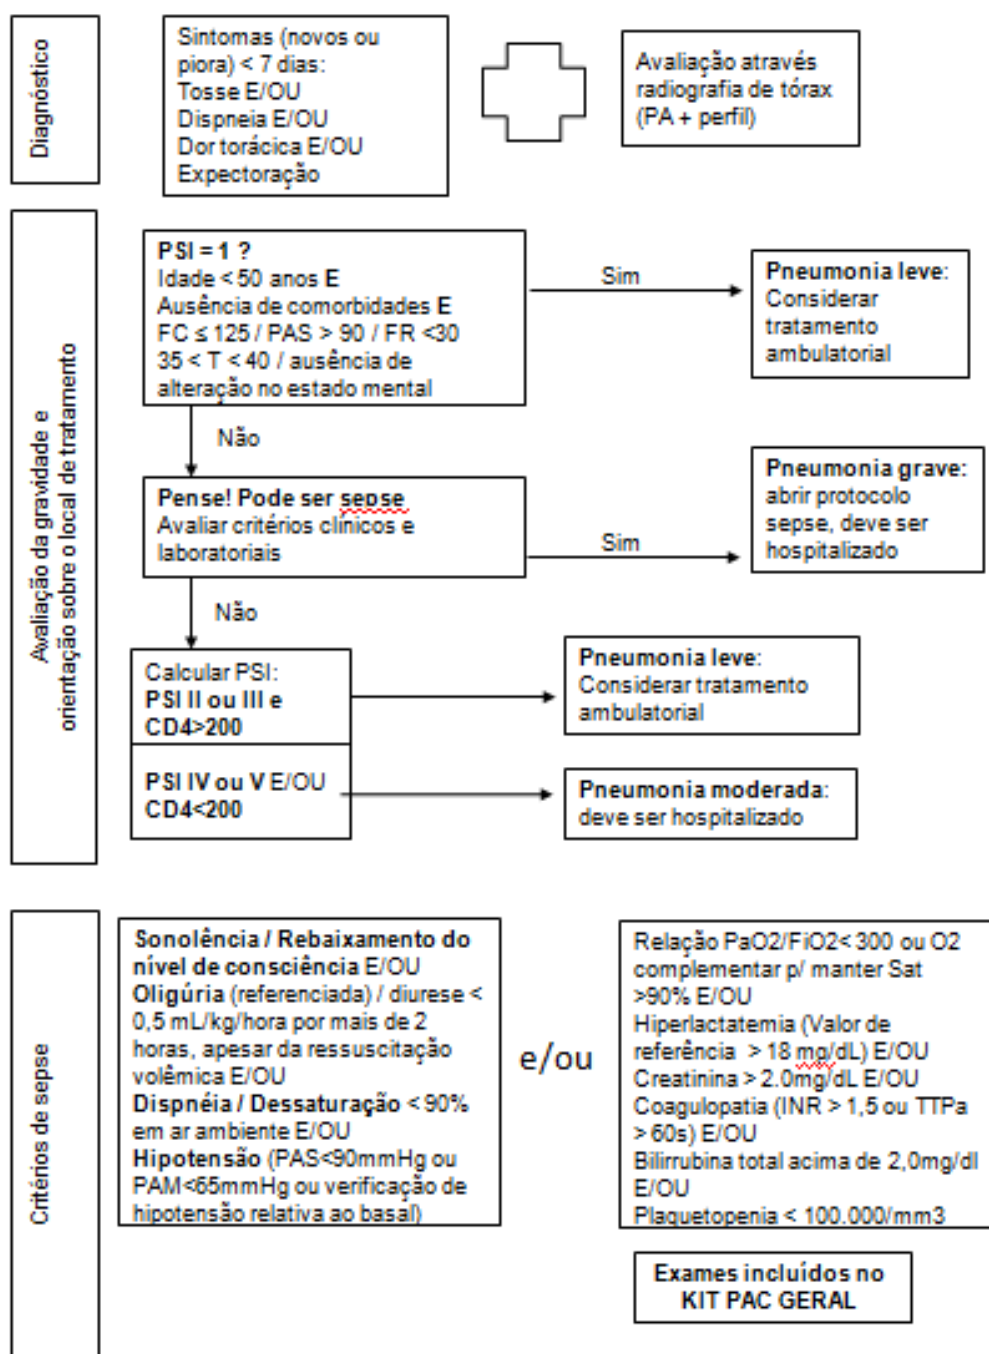 Diagnóstico
Sintomas (novos ou
piora) < 7 dias:
Tosse E/OU
Dispneia E/OU
Dor torácica E/OU
Expectoração
Avaliação através
radiografia de tórax
(PA + perfil)
Avaliação da gravidade e
orientação sobre o local de tratamento
PSI = 1 ?
Idade < 50 anos E
Ausência de comorbidades E
FC ≤ 125 / PAS > 90 / FR <30
35 < T < 40 / ausência de
alteração no estado mental
Sim
Pneumonia leve:
Considerar
tratamento
ambulatorial
Não
Pense! Pode ser sepse
Avaliar critérios clínicos e
laboratoriais
Sim
Pneumonia grave:
abrir protocolo
sepse, deve ser
hospitalizado
Não
Calcular PSI:
PSI II ou III e
CD4>200
Pneumonia leve:
Considerar tratamento
ambulatorial
PSI IV ou V E/OU
CD4<200
Pneumonia moderada:
deve ser hospitalizado
Critérios de sepse
Sonolência / Rebaixamento do
nível de consciência E/OU
Oligúria (referenciada) / diurese <
0,5 mL/kg/hora por mais de 2
horas, apesar da ressuscitação
volêmica E/OU
Dispnéia / Dessaturação < 90%
em ar ambiente E/OU
Hipotensão (PAS<90mmHg ou
PAM<65mmHg ou verificação de
hipotensão relativa ao basal)
e/ou
Relação PaO2/FiO2< 300 ou O2
complementar p/ manter Sat
>90% E/OU
Hiperlactatemia (Valor de
referência > 18 mg/dL) E/OU
Creatinina > 2.0mg/dL E/OU
Coagulopatia (INR > 1,5 ou TTPa
> 60s) E/OU
Bilirrubina total acima de 2,0mg/dl
E/OU
Plaquetopenia < 100.000/mm3
Exames incluídos no
KIT PAC GERAL